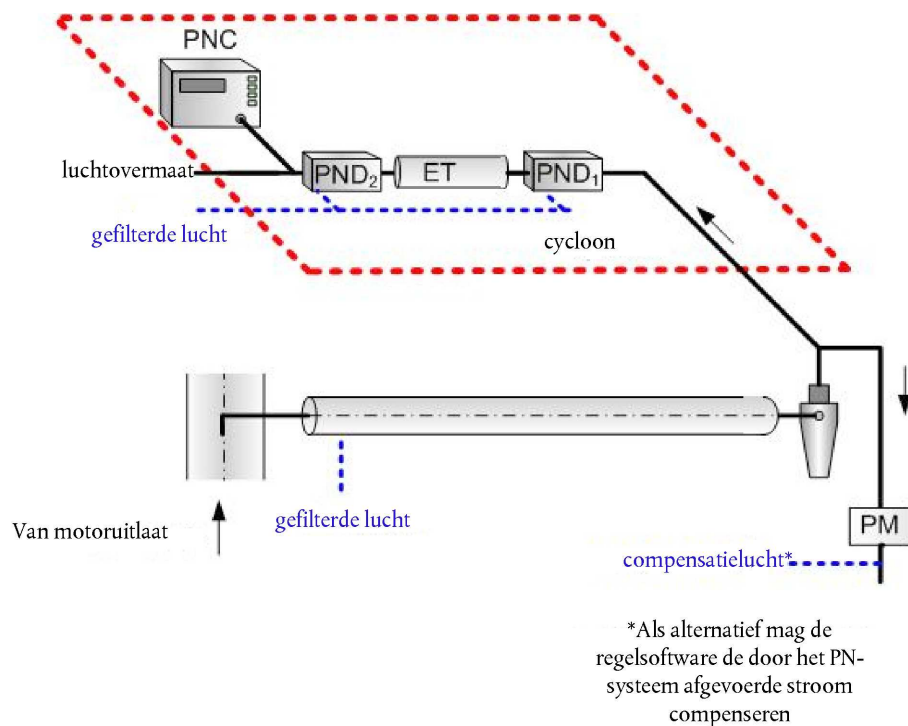 PNC
luchtovermaat
PND₂
ET
PND₁
gefilterde lucht
cycloon
Van motoruitlaat
gefilterde lucht
PM
compensatielucht*
*Als alternatief mag de
regelsoftware de door het PN-
systeem afgevoerde stroom
compenseren